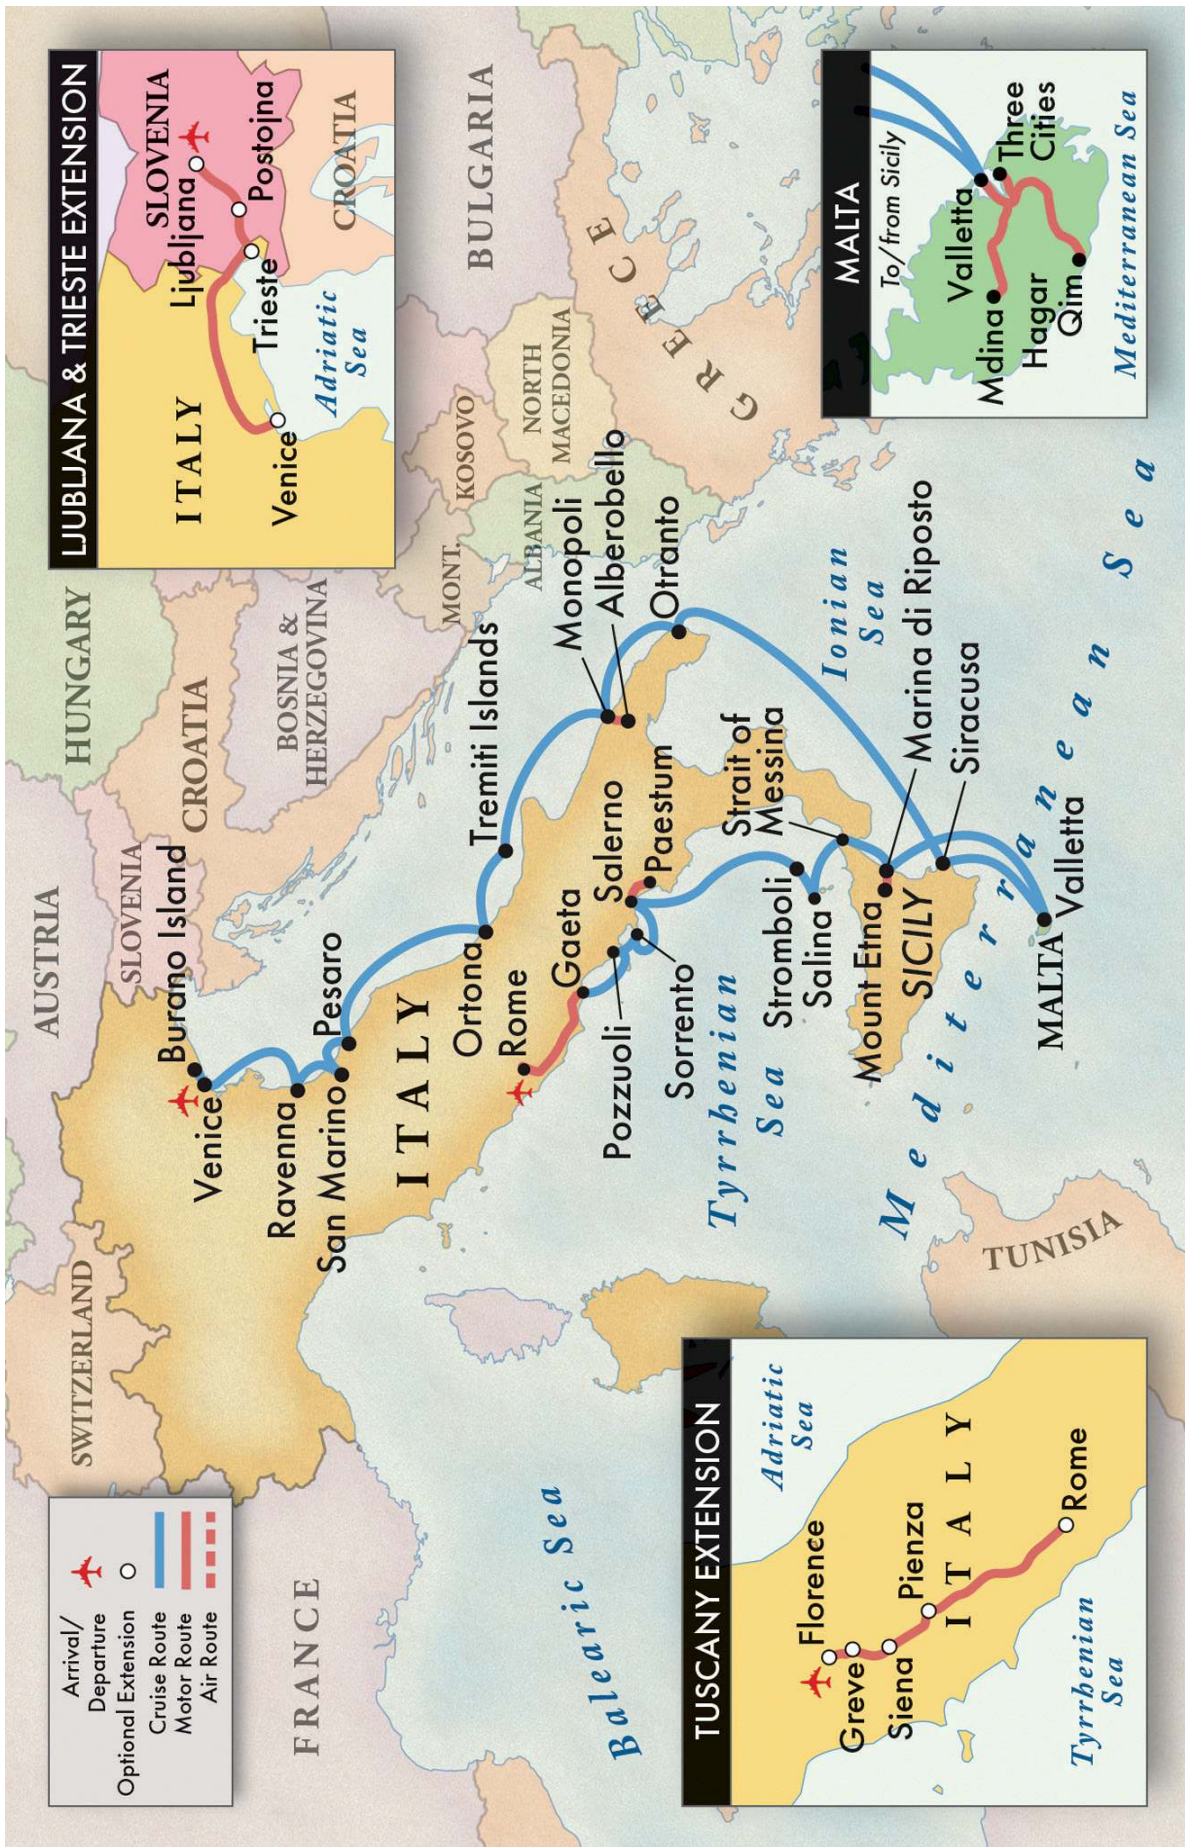 Arrival/
Departure
Optional Extension
Cruise Route
Motor Route
Air Route
LJUBLJANA & TRIESTE EXTENSION
SLOVENIA
Ljubljana
Postojna
Trieste
CROATIA
ITALY
Venice
Adriatic
Sea
SWITZERLAND
AUSTRIA
HUNGARY
SLOVENIA
CROATIA
BOSNIA &
HERZEGOVINA
MONT.
KOSOVO
BULGARIA
ALBANIA
NORTH
MACEDONIA
GREECE
FRANCE
Burano Island
Venice
Ravenna
San Marino
Pesaro
ITALY
Ortona
Tremiti Islands
Monopoli
Alberobello
Otranto
Rome
Gaeta
Salerno
Paestum
Pozzuoli
Sorrento
Balearic Sea
Tyrrhenian
Sea
Stromboli
Salina
Strait of
Messina
Ionian
Sea
Mount Etna
Marina di Riposto
SICILY
Siracusa
Mediterranean Sea
MALTA
Valletta
TUNISIA
TUSCANY EXTENSION
Adriatic
Sea
Florence
Greve
Siena
Pienza
ITALY
Rome
Tyrrhenian
Sea
MALTA
To/from Sicily
Valletta
Three
Cities
Mdina
Hagar
Qim
Mediterranean Sea